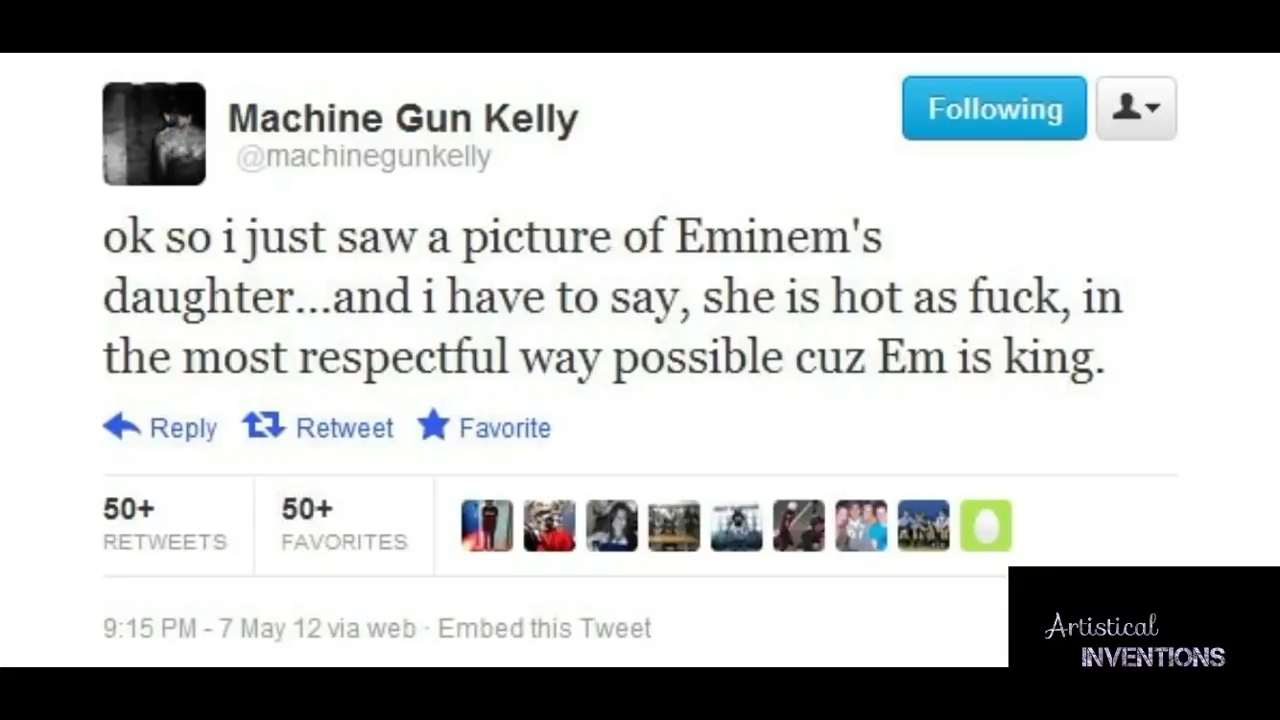 Machine Gun Kelly
@machinegunkelly
Following
ok so i just saw a picture of Eminem's
daughter...and i have to say, she is hot as fuck, in
the most respectful way possible cuz Em is king.
Reply Retweet Favorite
50+ 50+
RETWEETS FAVORITES
9:15 PM - 7 May 12 via web · Embed this Tweet
Artistical
INVENTIONS